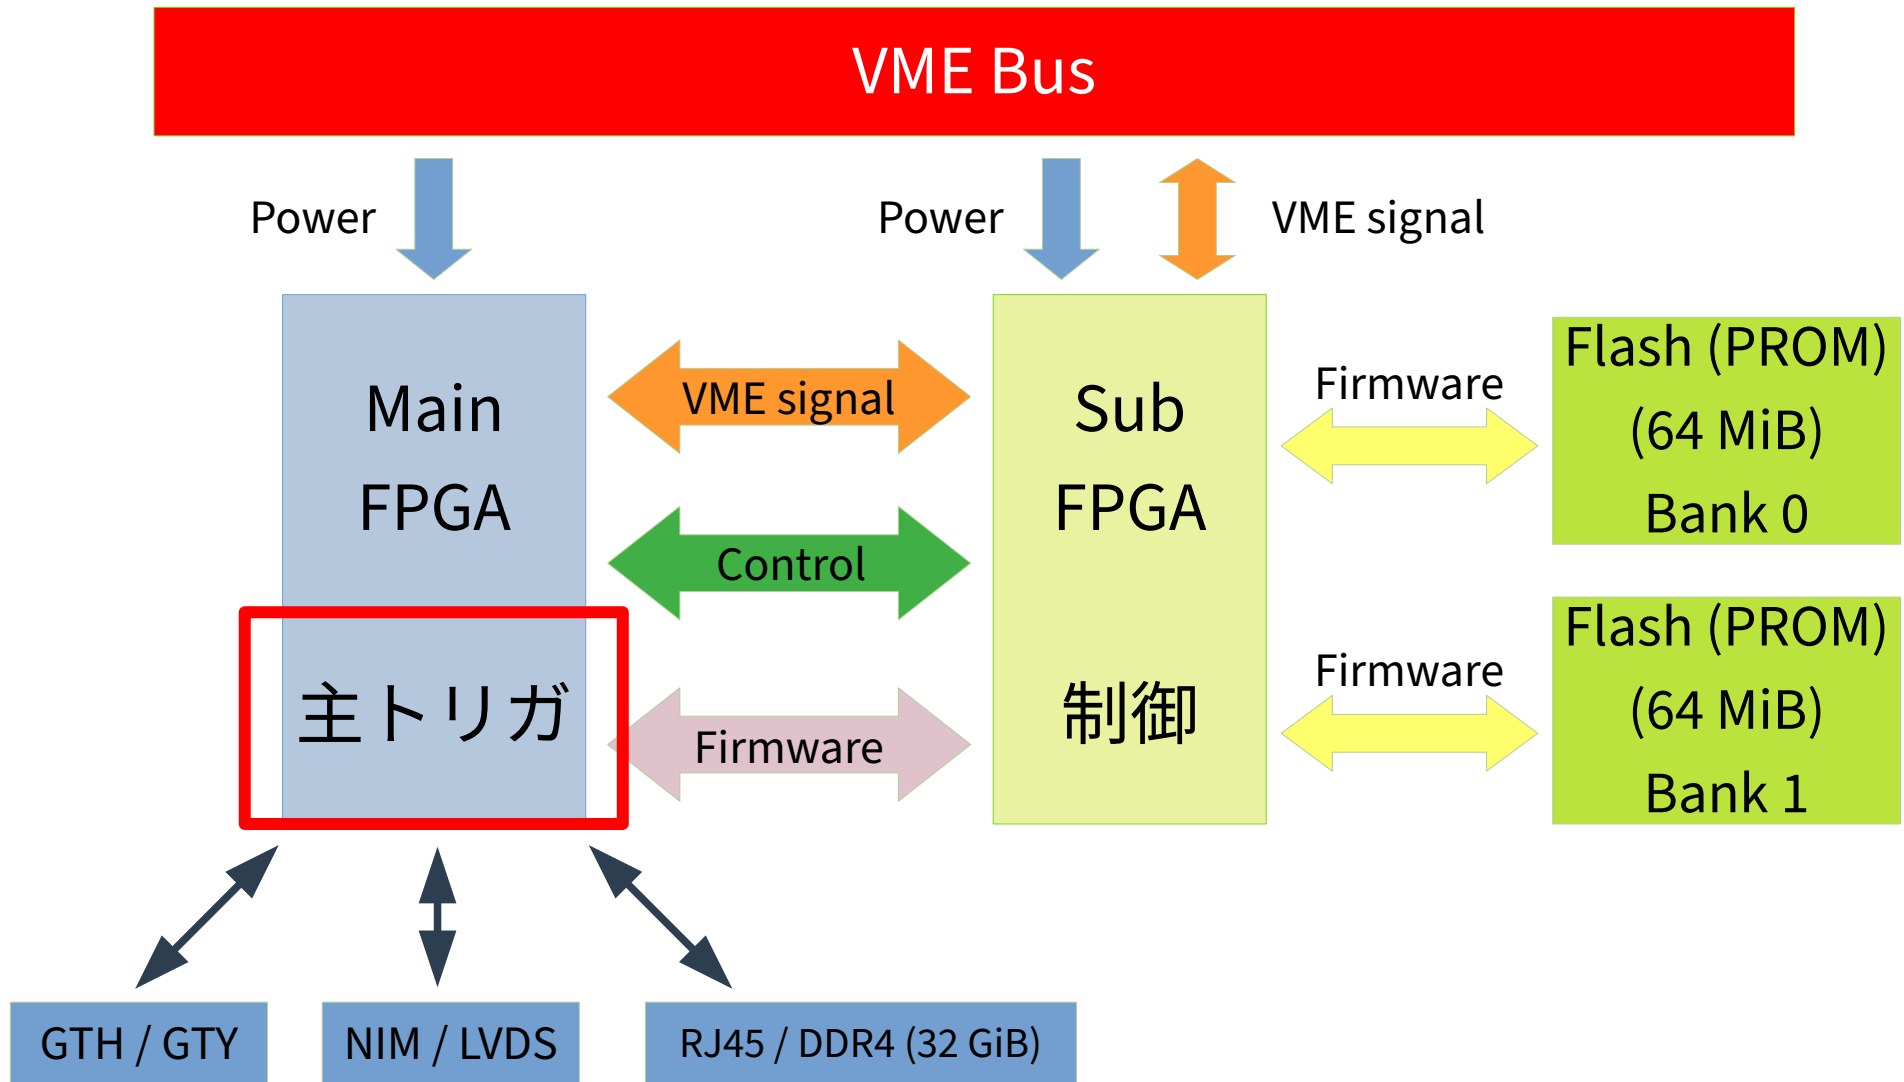 VME Bus
Power
Power
VME signal
Main
FPGA
主トリガ
VME signal
Control
Firmware
Sub
FPGA
制御
Firmware
Firmware
Flash (PROM)
(64 MiB)
Bank 0
Flash (PROM)
(64 MiB)
Bank 1
GTH / GTY
NIM / LVDS
RJ45 / DDR4 (32 GiB)